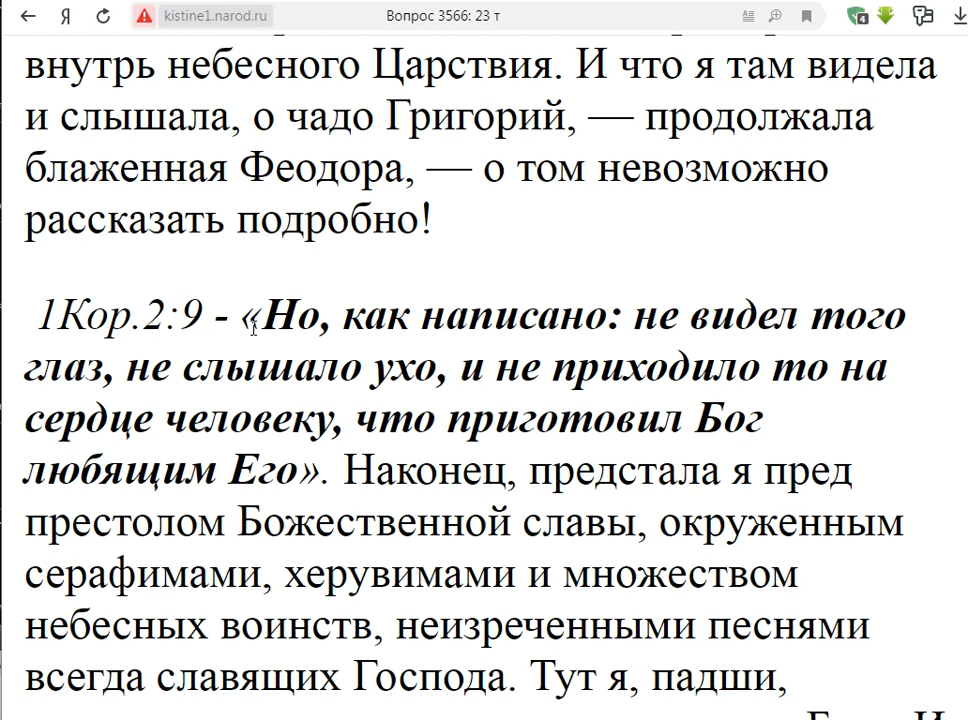 kistine1.narod.ru
Вопрос 3566: 23 т
4
внутрь небесного Царствия. И что я там видела
и слышала, о чадо Григорий, — продолжала
блаженная Феодора, — о том невозможно
рассказать подробно!
1Кор.2:9 - «Но, как написано: не видел того
глаз, не слышало ухо, и не приходило то на
сердце человеку, что приготовил Бог
любящим Его». Наконец, предстала я пред
престолом Божественной славы, окруженным
серафимами, херувимами и множеством
небесных воинств, неизреченными песнями
всегда славящих Господа. Тут я, падши,